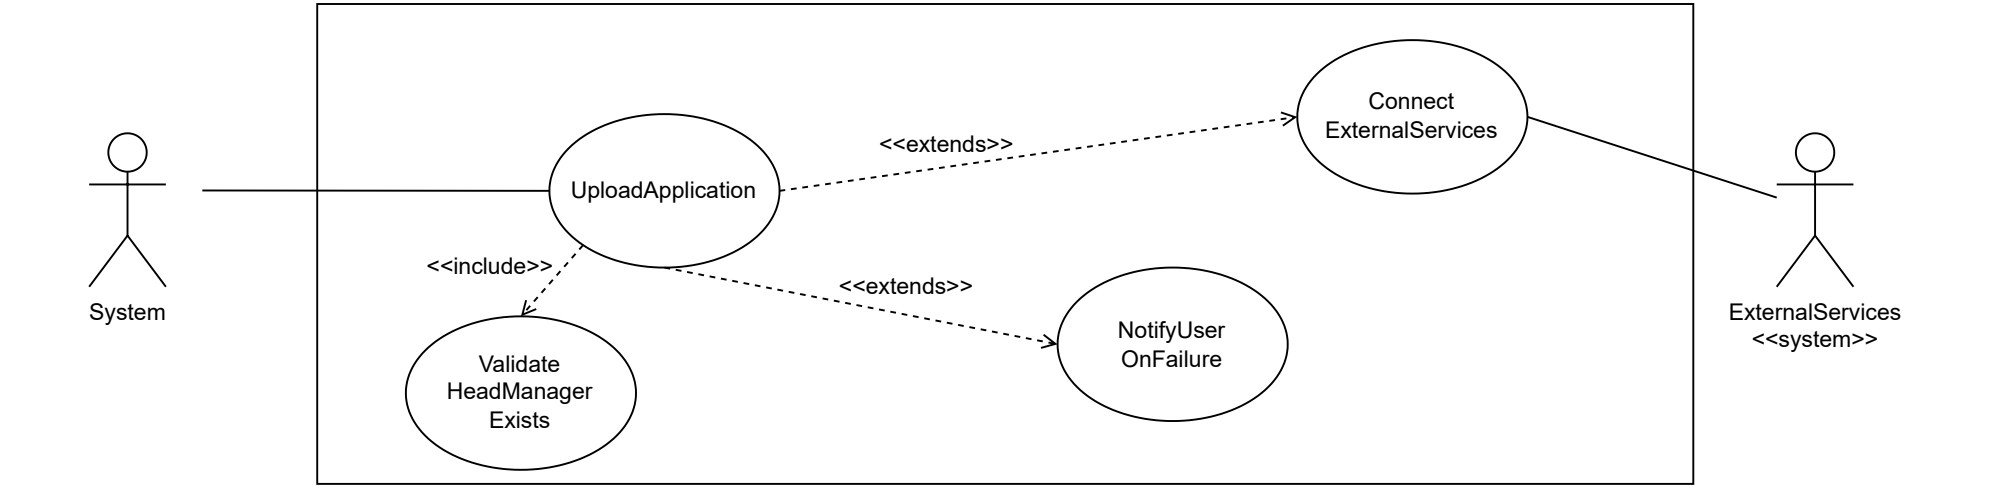 Connect
ExternalServices
<<extends>>
UploadApplication
<<include>>
<<extends>>
System
ExternalServices
<<system>>
NotifyUser
OnFailure
Validate
HeadManager
Exists